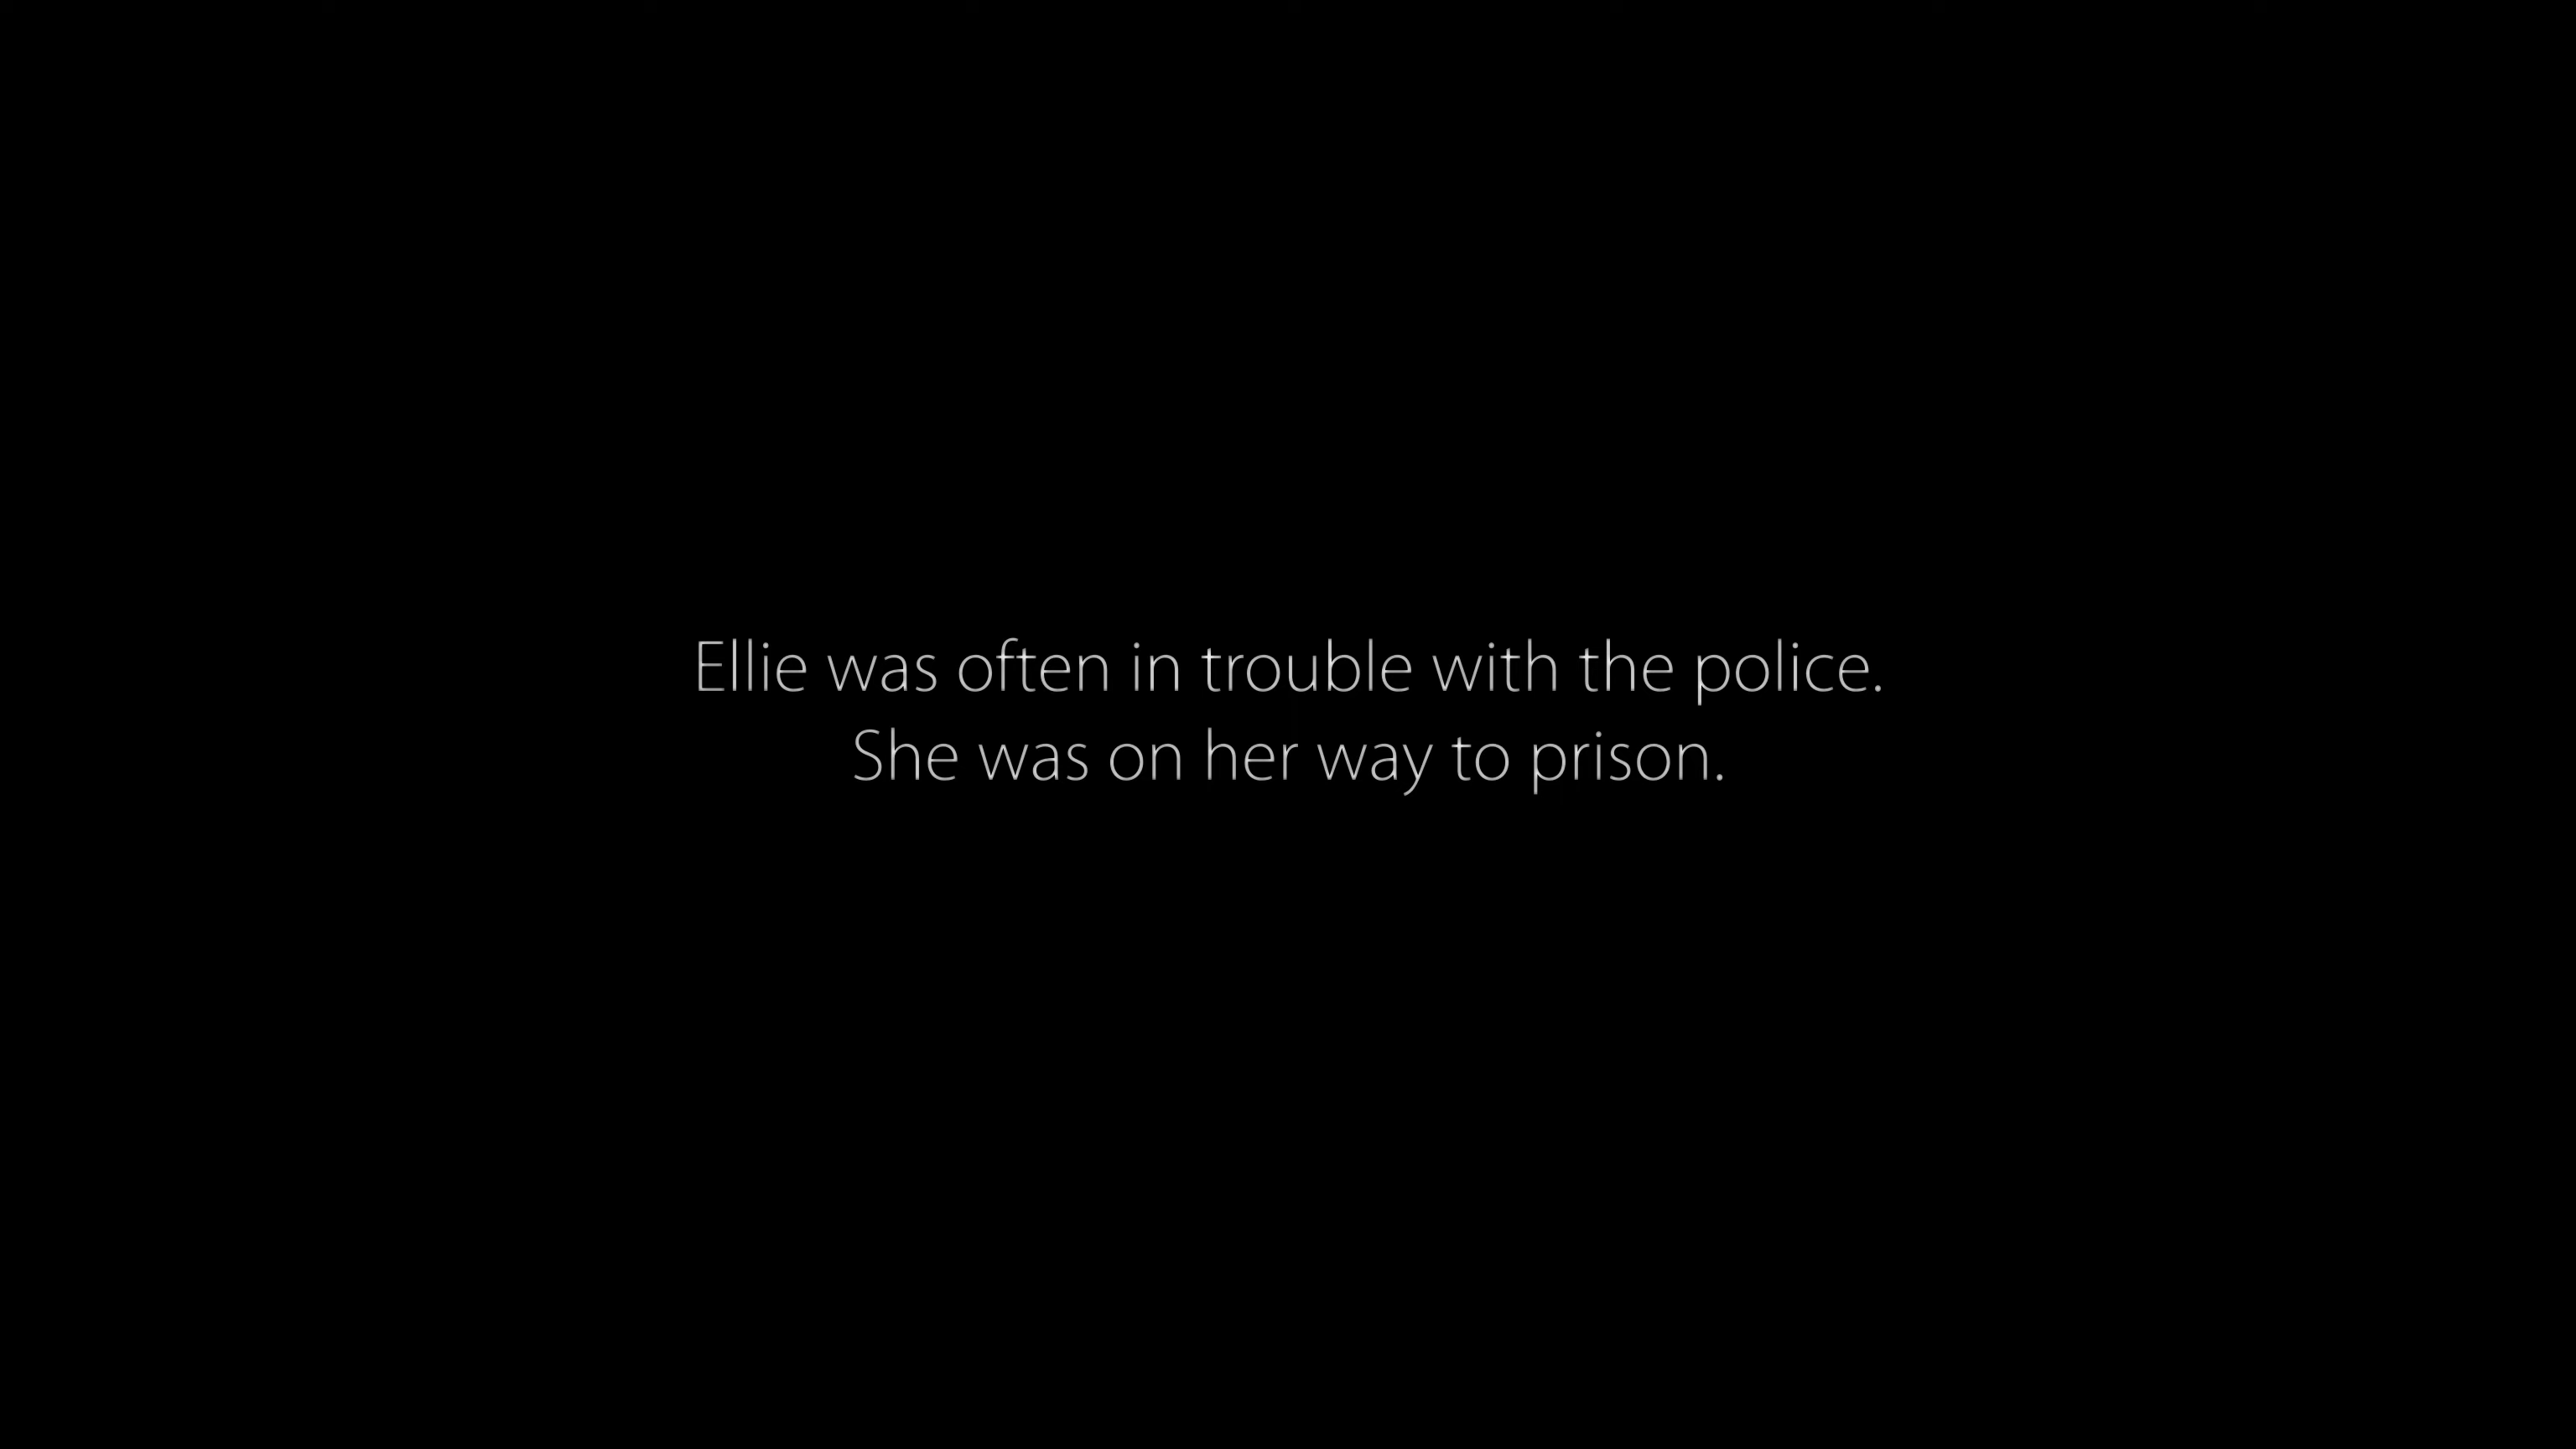 Ellie was often in trouble with the police.
She was on her way to prison.